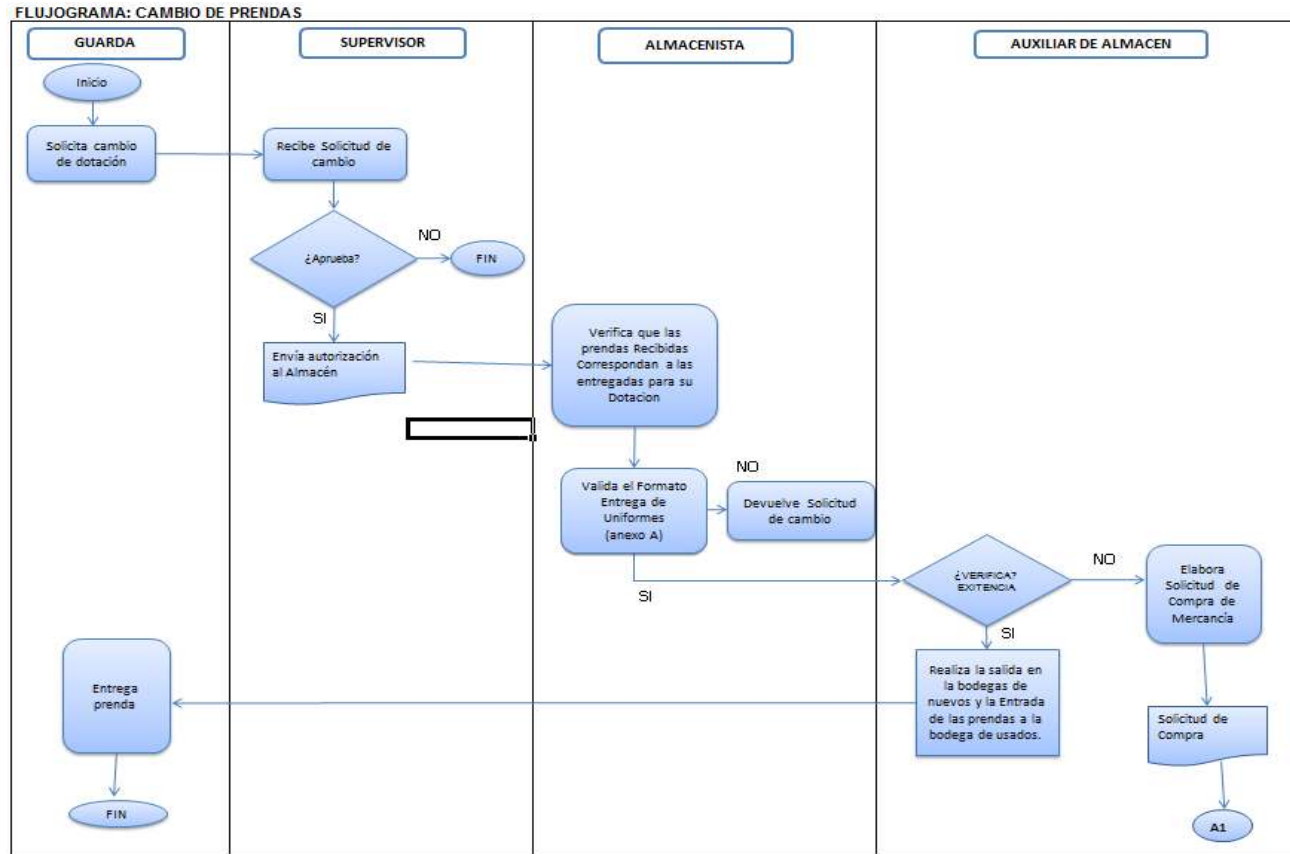 FLUJOGRAMA: CAMBIO DE PRENDAS
GUARDA
SUPERVISOR
ALMACENISTA
AUXILIAR DE ALMACEN
Inicio
Solicita cambio
de dotación
Recibe Solicitud de
cambio
¿Aprueba?
NO
FIN
SI
Envía autorización
al Almacén
Verifica que las
prendas Recibidas
Correspondan a las
entregadas para su
Dotacion
Valida el Formato
Entrega de
Uniformes
(anexo A)
NO
Devuelve Solicitud
de cambio
SI
¿VERIFICA?
EXITENCIA
NO
Elabora
Solicitud de
Compra de
Mercancía
SI
Realiza la salida en
la bodegas de
nuevos y la Entrada
de las prendas a la
bodega de usados.
Solicitud de
Compra
A1
Entrega
prenda
FIN